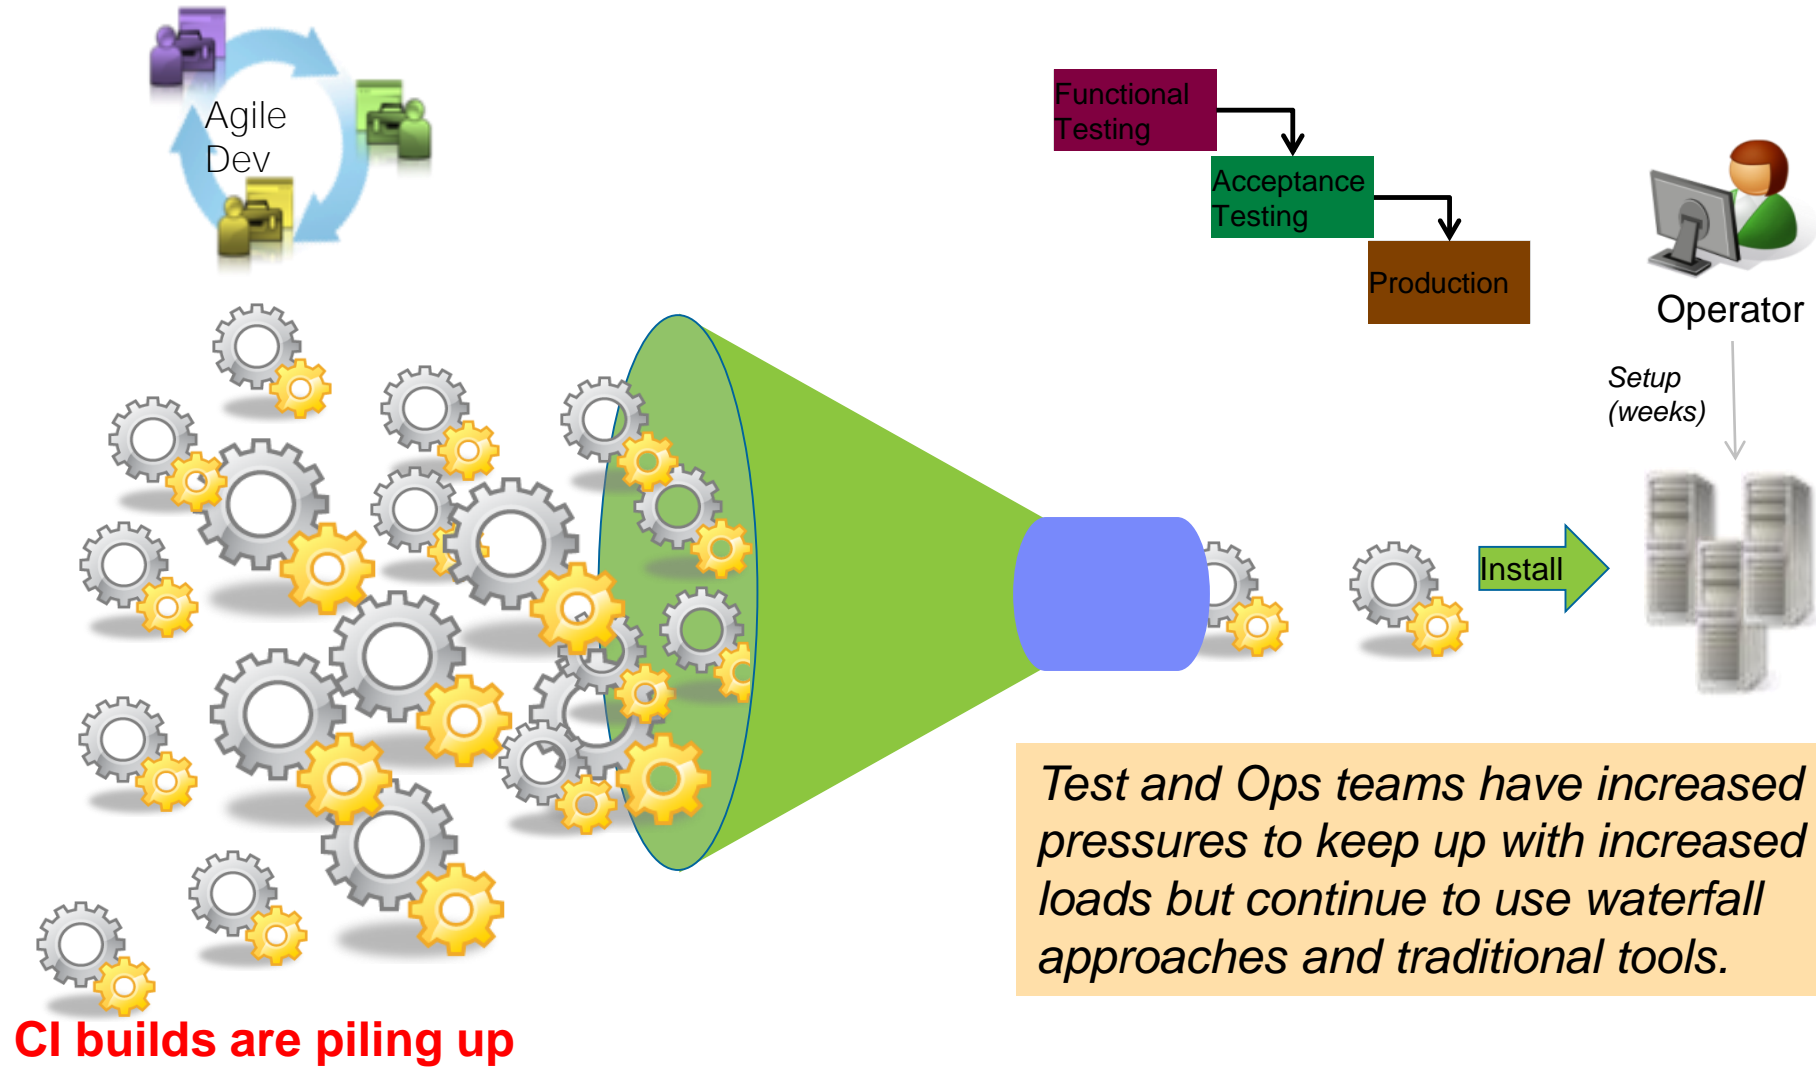 Agile
Dev
Functional
Testing
Acceptance
Testing
Production
Operator
Setup
(weeks)
Install
Test and Ops teams have increased
pressures to keep up with increased
loads but continue to use waterfall
approaches and traditional tools.
CI builds are piling up